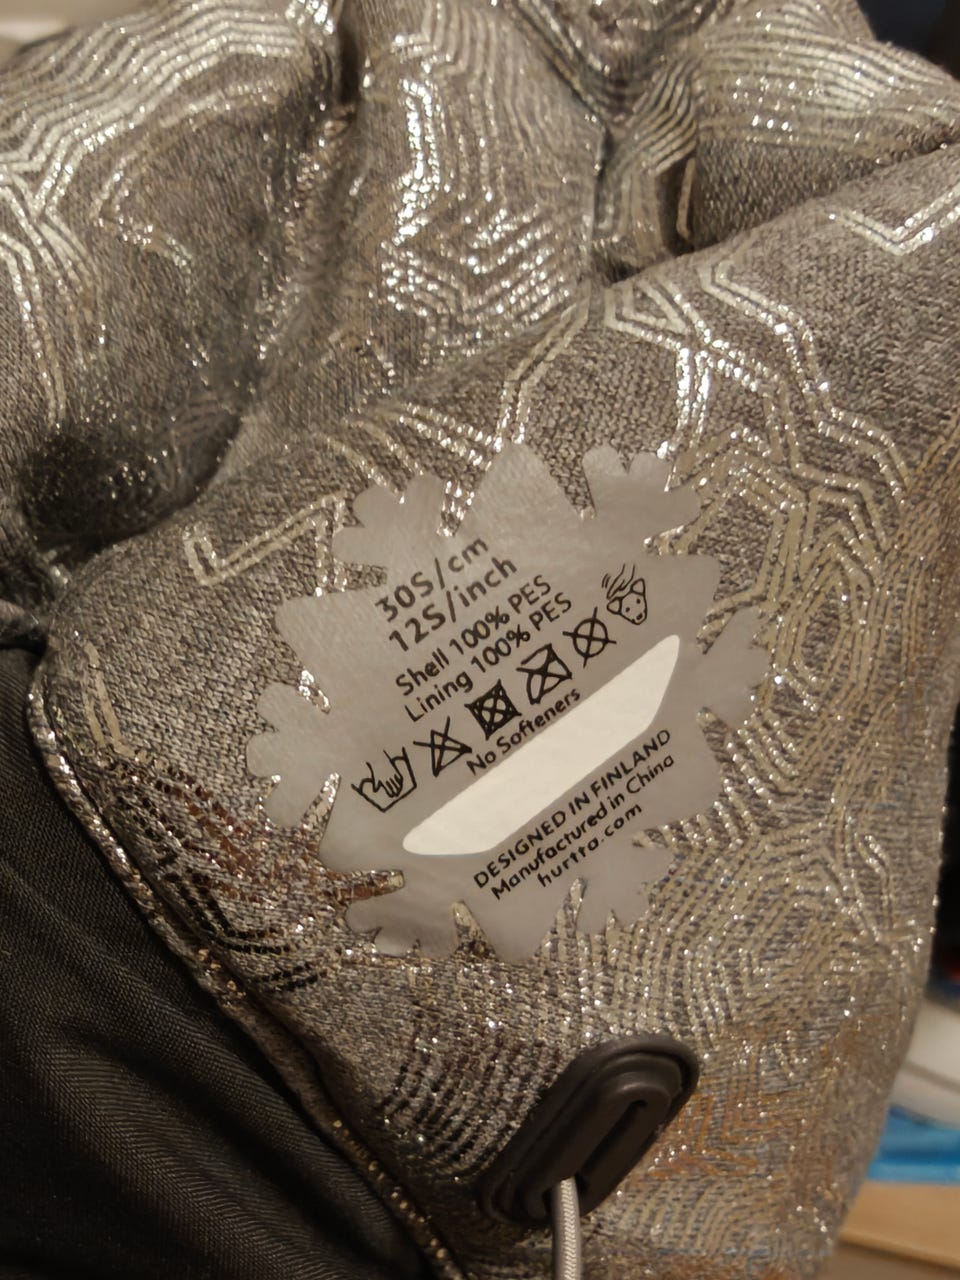 30S/cm
12S/inch
Shell 100% PES
Lining 100% PES
No Softeners
DESIGNED IN FINLAND
Manufactured in China
hurtta.com